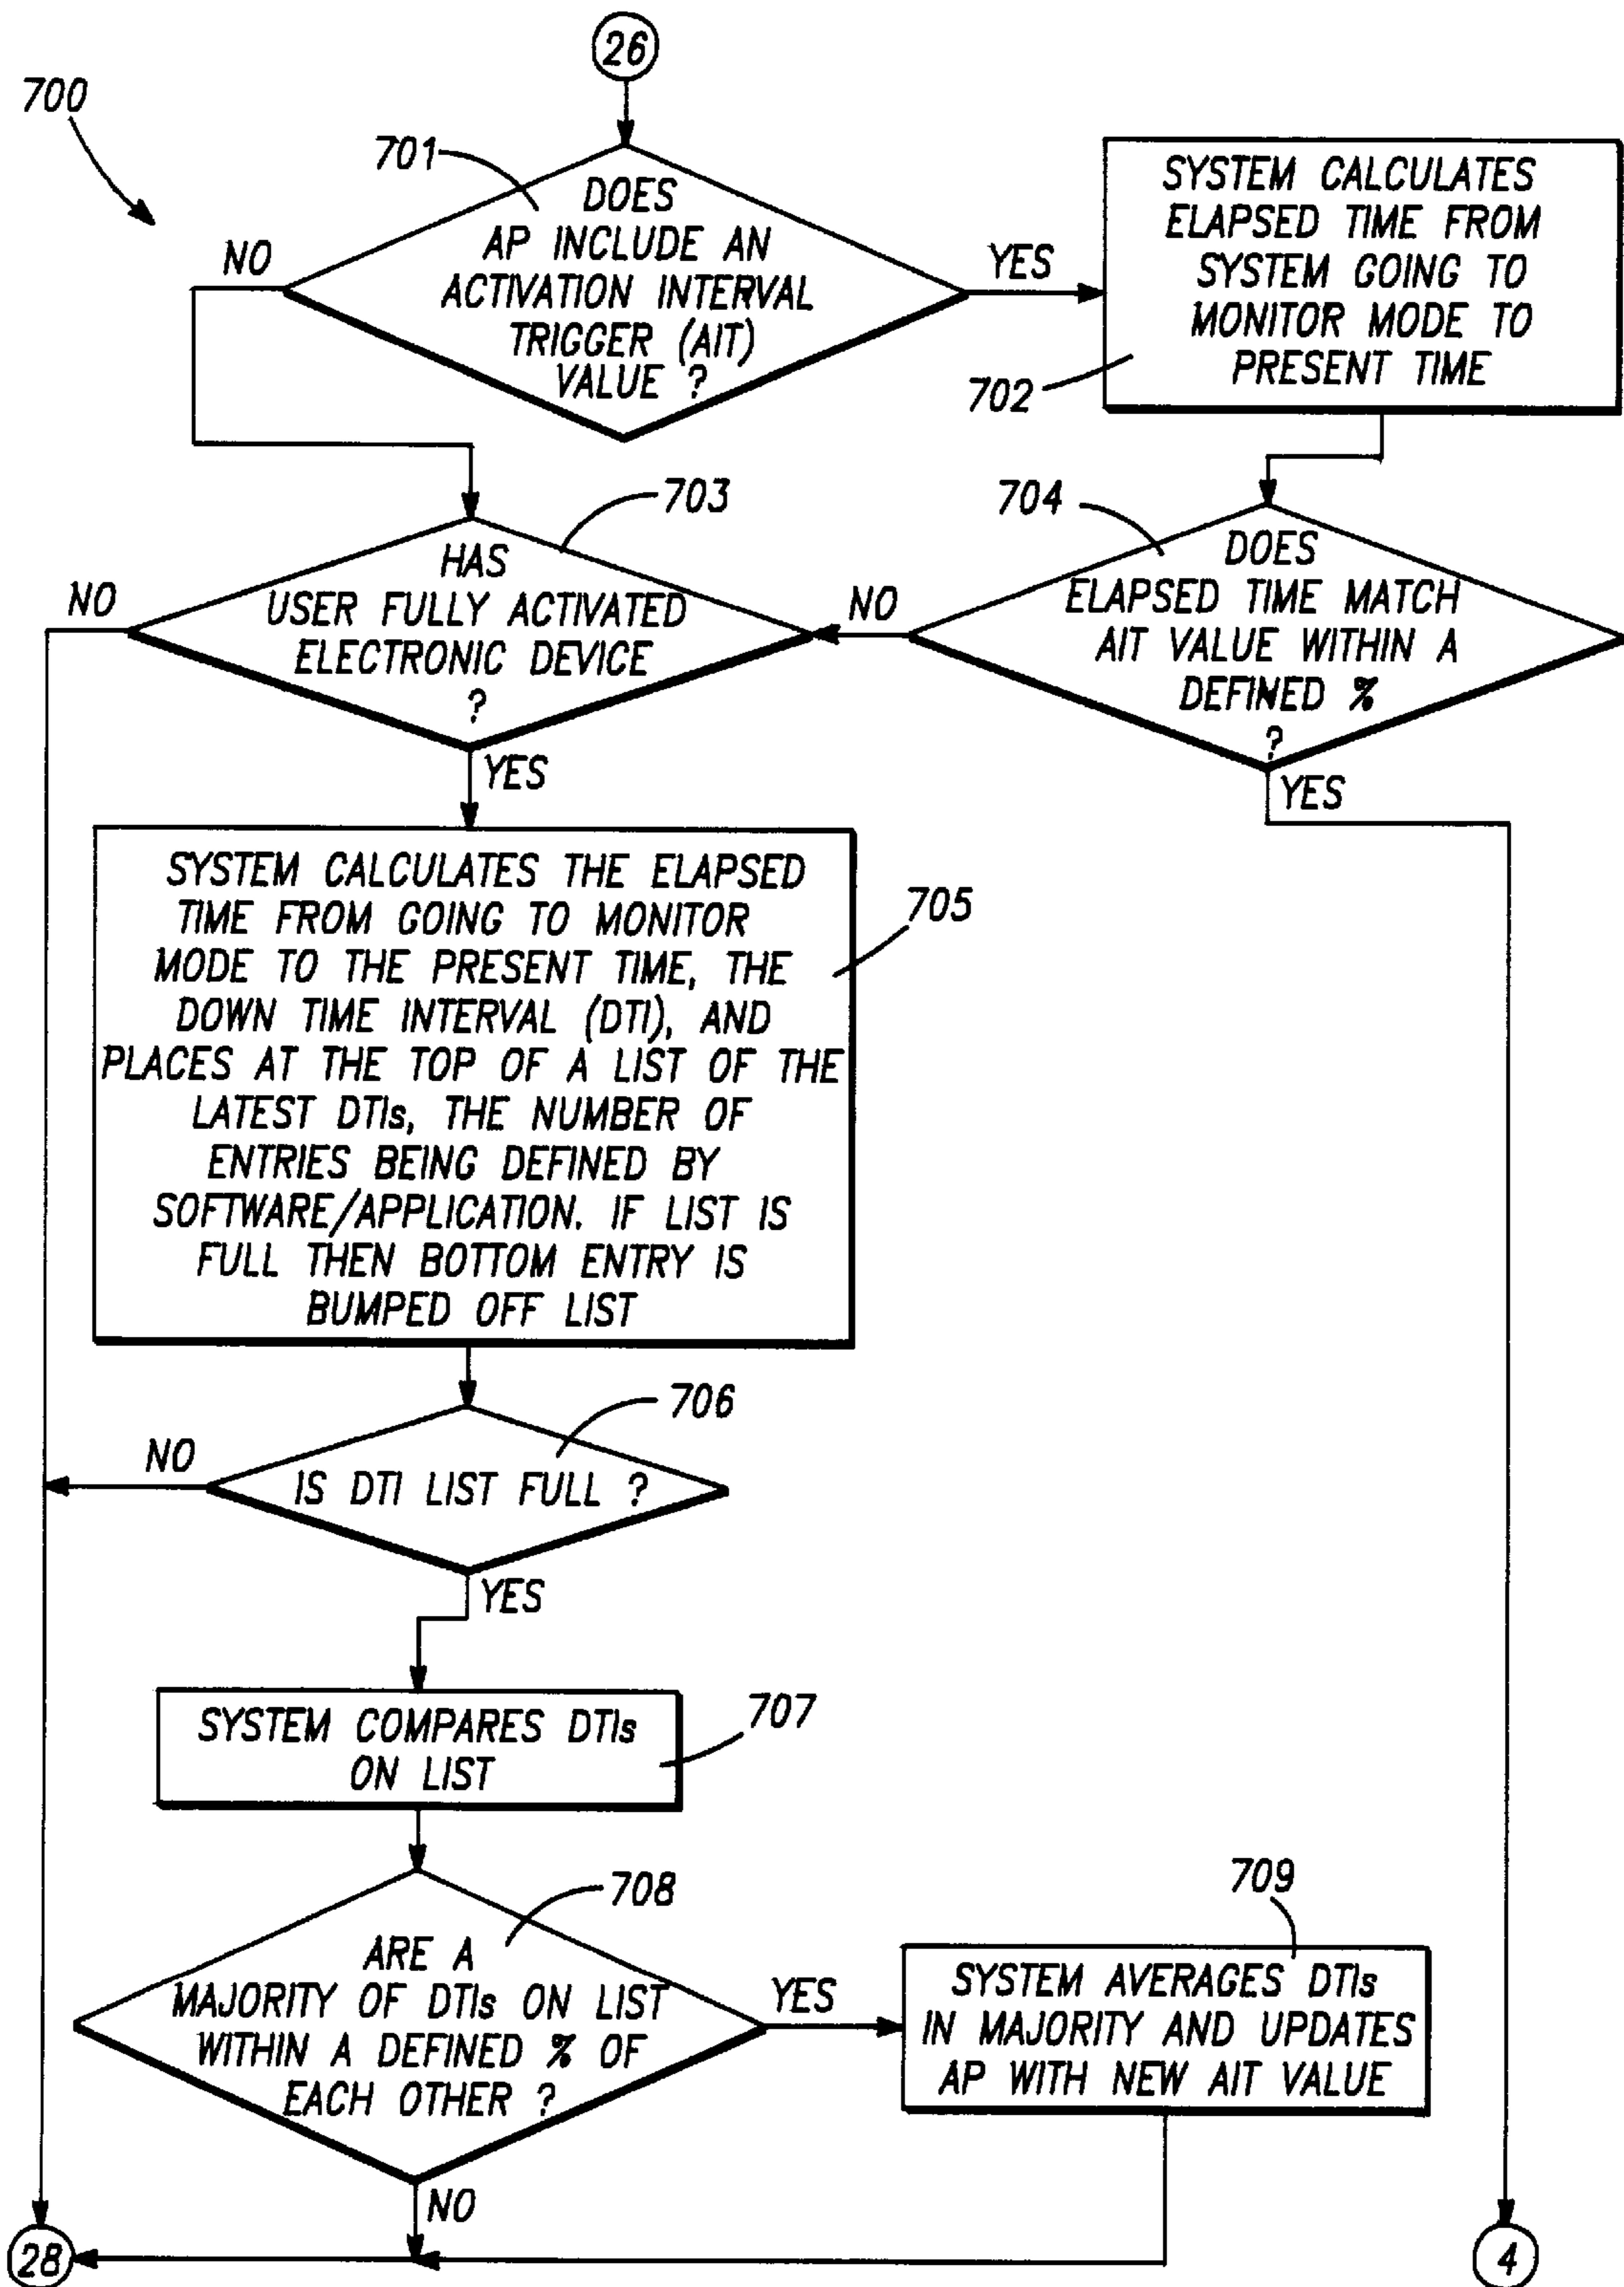 26
700
701
DOES
AP INCLUDE AN
ACTIVATION INTERVAL
TRIGGER (AIT)
VALUE ?
NO
YES
SYSTEM CALCULATES
ELAPSED TIME FROM
SYSTEM GOING TO
MONITOR MODE TO
PRESENT TIME
702
703
HAS
USER FULLY ACTIVATED
ELECTRONIC DEVICE
?
NO
YES
704
DOES
ELAPSED TIME MATCH
AIT VALUE WITHIN A
DEFINED %
?
NO
YES
SYSTEM CALCULATES THE ELAPSED
TIME FROM GOING TO MONITOR
MODE TO THE PRESENT TIME, THE
DOWN TIME INTERVAL (DTI), AND
PLACES AT THE TOP OF A LIST OF THE
LATEST DTIs, THE NUMBER OF
ENTRIES BEING DEFINED BY
SOFTWARE/APPLICATION. IF LIST IS
FULL THEN BOTTOM ENTRY IS
BUMPED OFF LIST
705
706
NO
IS DTI LIST FULL ?
YES
SYSTEM COMPARES DTIs
ON LIST
707
708
ARE A
MAJORITY OF DTIs ON LIST
WITHIN A DEFINED % OF
EACH OTHER ?
YES
NO
709
SYSTEM AVERAGES DTIs
IN MAJORITY AND UPDATES
AP WITH NEW AIT VALUE
28
4